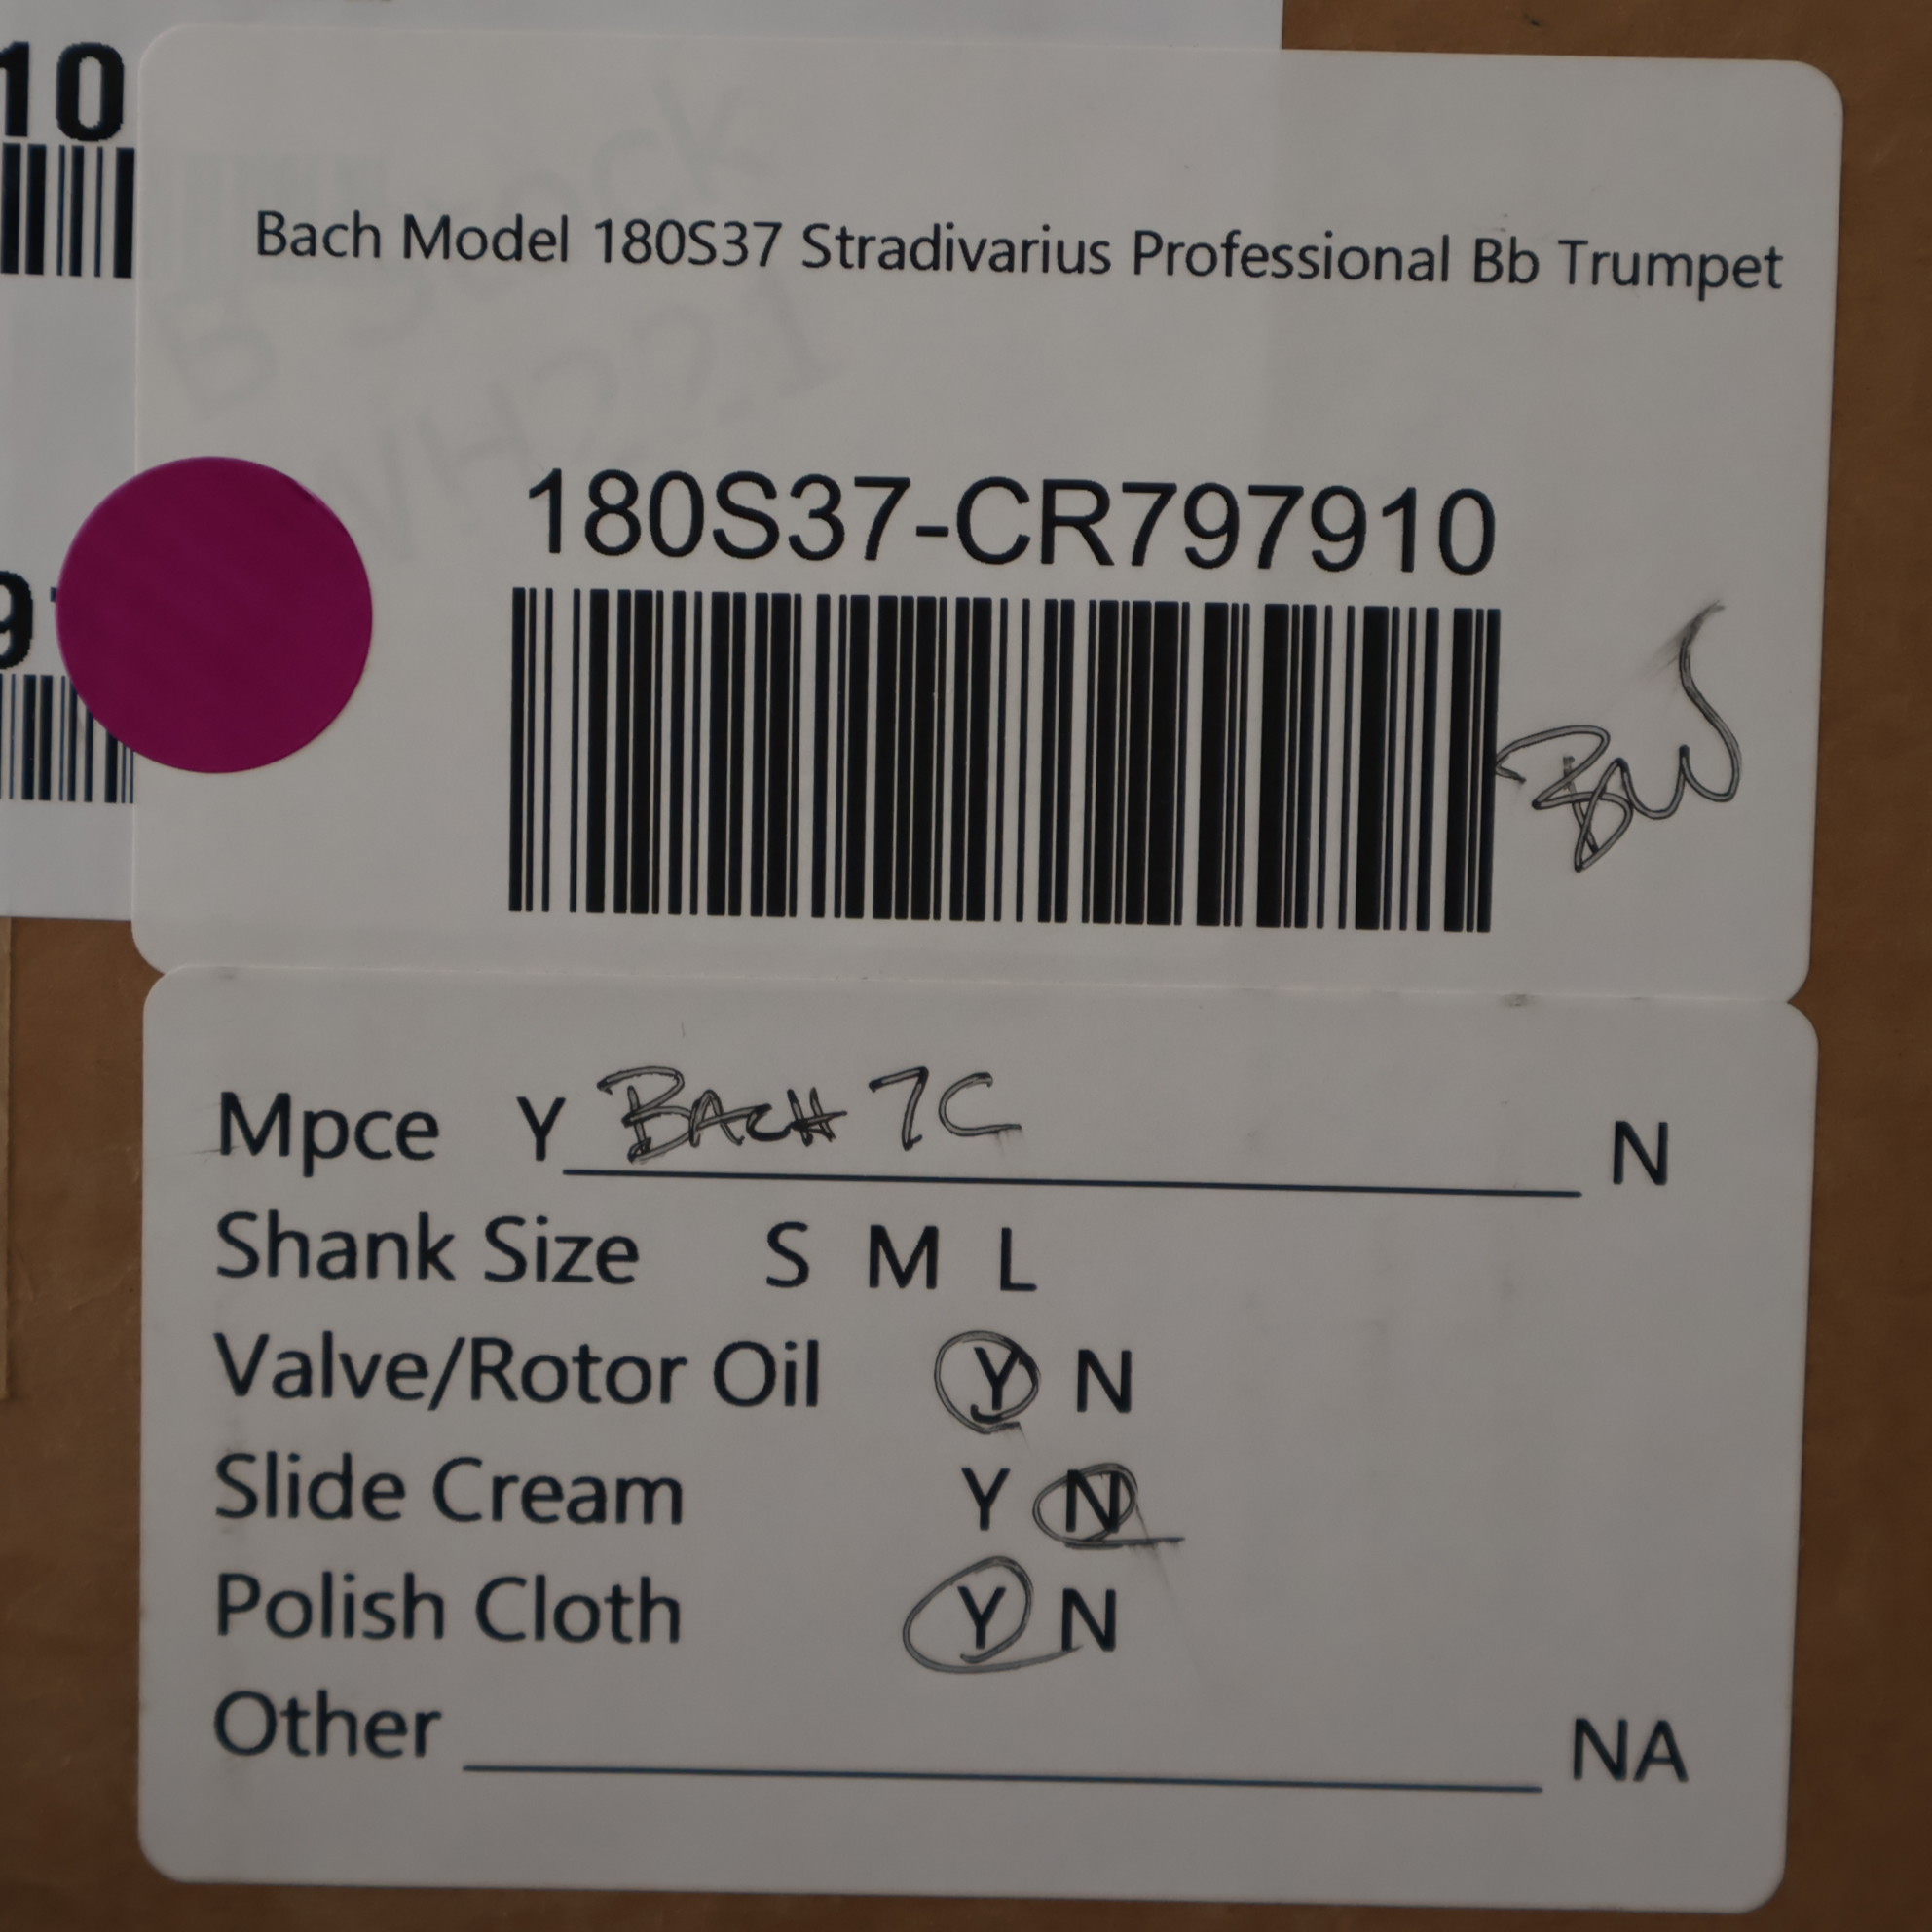 10
Bach Model 180S37 Stradivarius Professional Bb Trumpet
180S37-CR797910
9
Mpce Y BACH 7C N
Shank Size S M L
Valve/Rotor Oil Y N
Slide Cream Y N
Polish Cloth Y N
Other NA